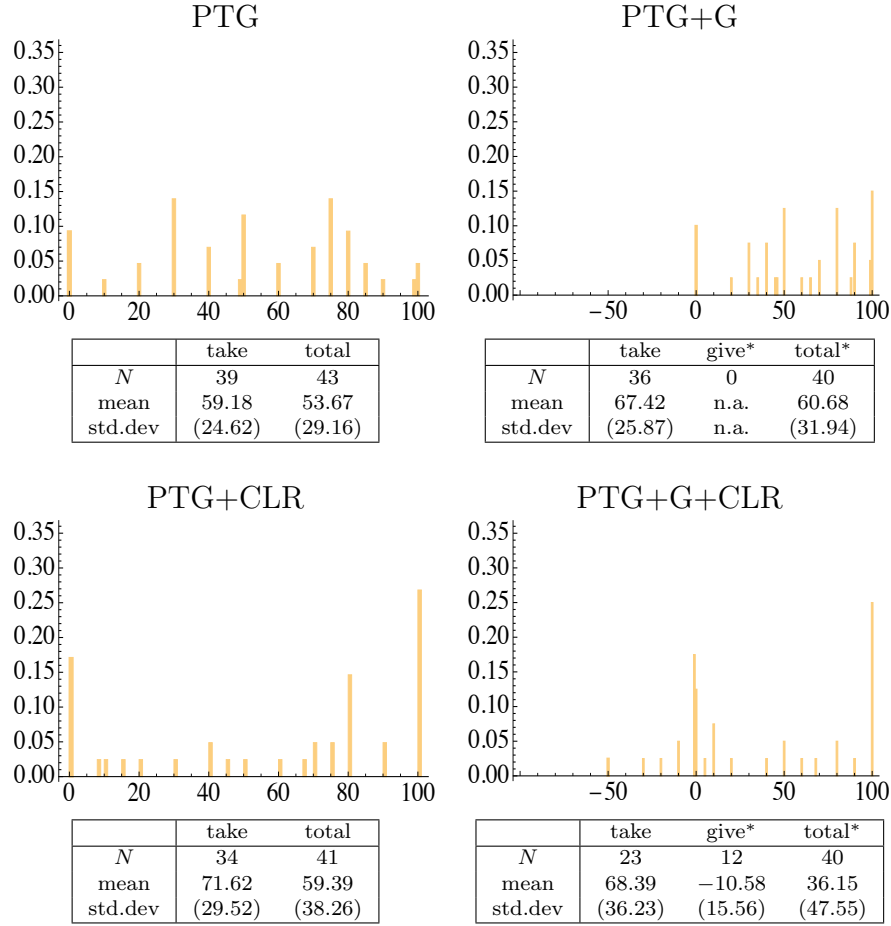 PTG
0.35
0.30
0.25
0.20
0.15
0.10
0.05
0.00
0 20 40 60 80 100
take total
N 39 43
mean 59.18 53.67
std.dev (24.62) (29.16)
PTG+G
0.35
0.30
0.25
0.20
0.15
0.10
0.05
0.00
−50 0 50 100
take give* total*
N 36 0 40
mean 67.42 n.a. 60.68
std.dev (25.87) n.a. (31.94)
PTG+CLR
0.35
0.30
0.25
0.20
0.15
0.10
0.05
0.00
0 20 40 60 80 100
take total
N 34 41
mean 71.62 59.39
std.dev (29.52) (38.26)
PTG+G+CLR
0.35
0.30
0.25
0.20
0.15
0.10
0.05
0.00
−50 0 50 100
take give* total*
N 23 12 40
mean 68.39 −10.58 36.15
std.dev (36.23) (15.56) (47.55)